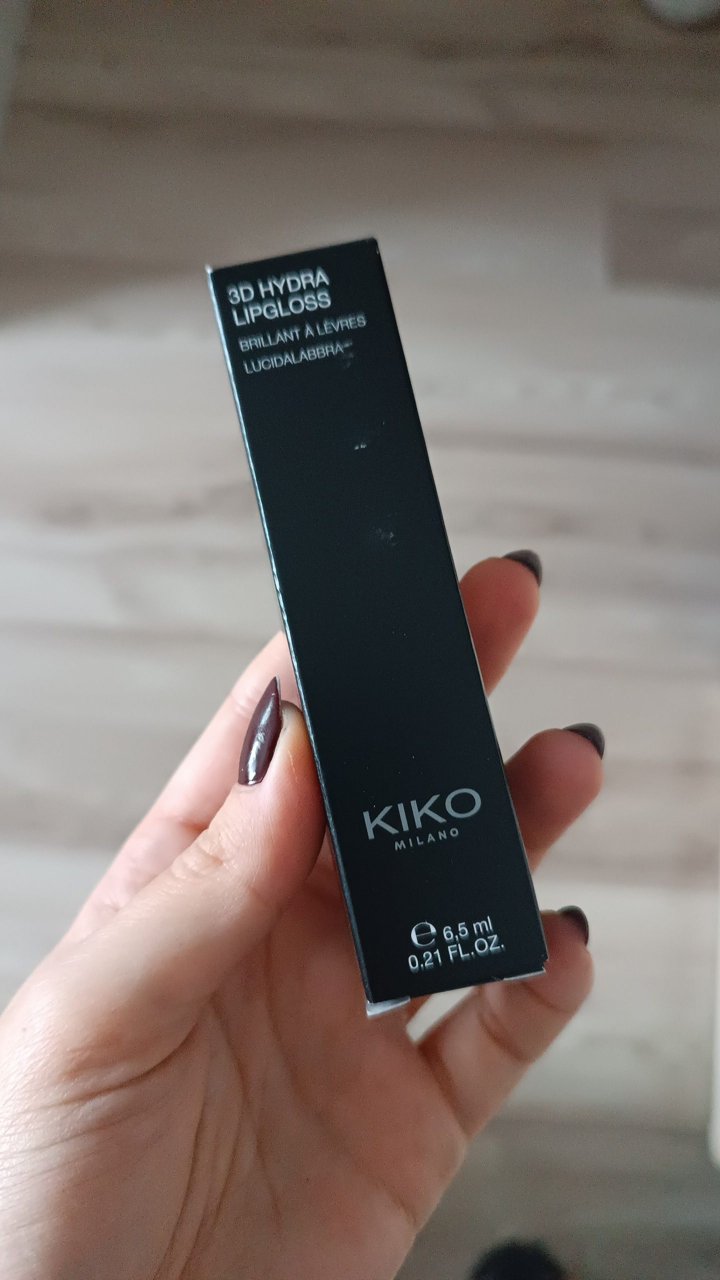 3D HYDRA
LIPGLOSS
BRILLANT À LÈVRES
LUCIDALABBRA
KIKO
MILANO
℮ 6,5 ml
0.21 FL.OZ.